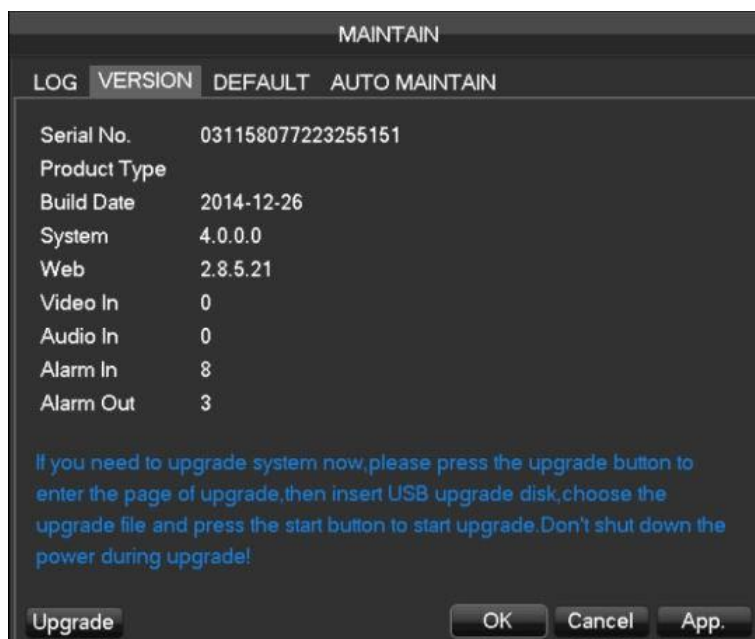 MAINTAIN
LOG VERSION DEFAULT AUTO MAINTAIN
Serial No. 031158077223255151
Product Type
Build Date 2014-12-26
System 4.0.0.0
Web 2.8.5.21
Video In 0
Audio In 0
Alarm In 8
Alarm Out 3
If you need to upgrade system now,please press the upgrade button to
enter the page of upgrade,then insert USB upgrade disk,choose the
upgrade file and press the start button to start upgrade.Don't shut down the
power during upgrade!
Upgrade OK Cancel App.